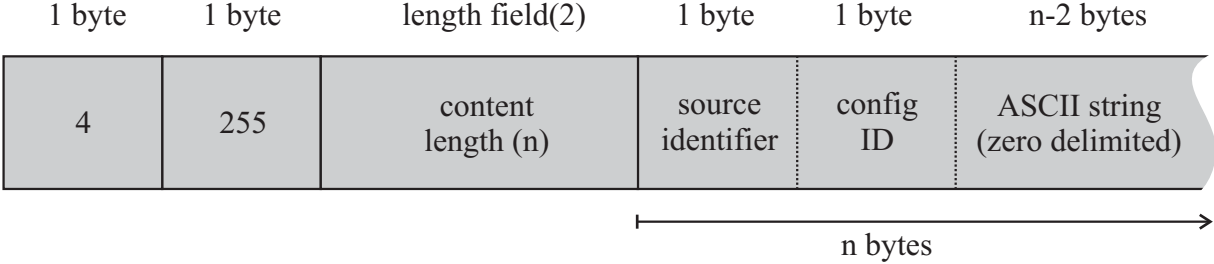 1 byte 1 byte length field(2) 1 byte 1 byte n-2 bytes
4 255 content length (n) source identifier config ID ASCII string (zero delimited)
n bytes